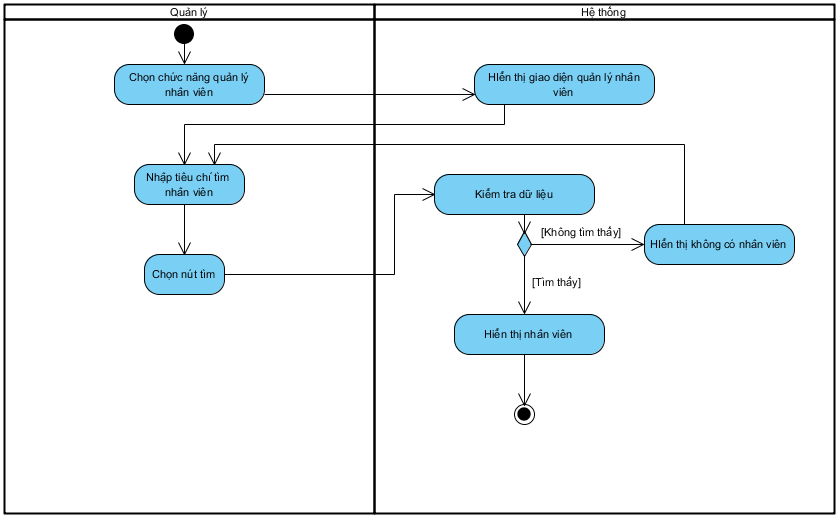 Quản lý
Hệ thống
Chọn chức năng quản lý
nhân viên
Hiển thị giao diện quản lý nhân
viên
Nhập tiêu chí tìm
nhân viên
Kiểm tra dữ liệu
[Không tìm thấy]
Hiển thị không có nhân viên
Chọn nút tìm
[Tìm thấy]
Hiển thị nhân viên